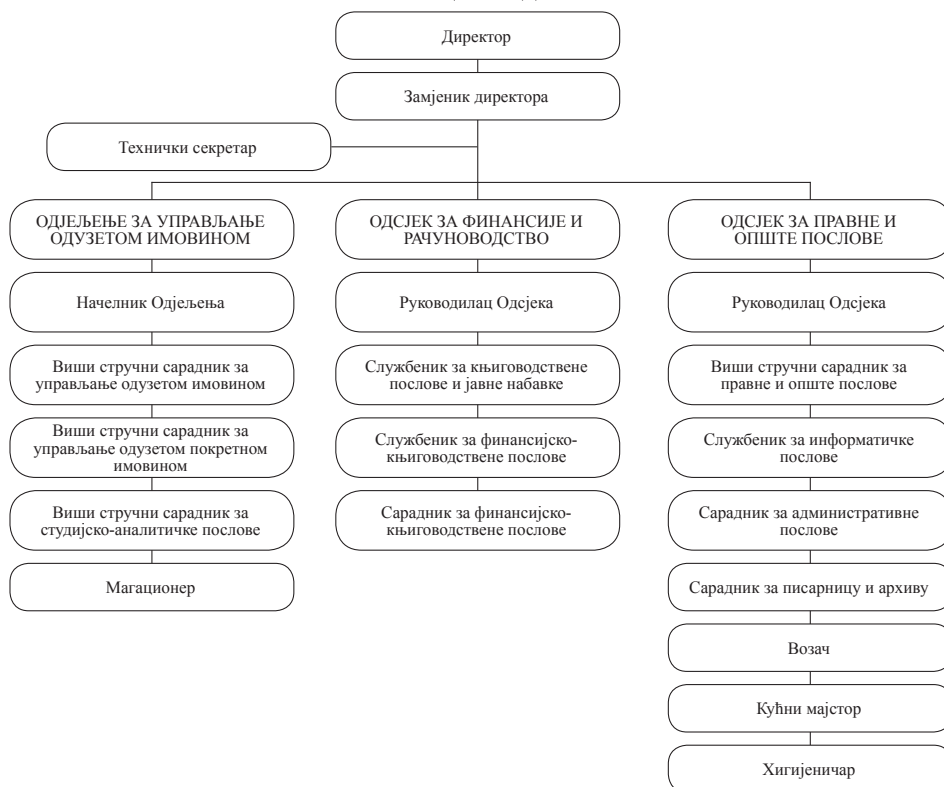 Директор
Замјеник директора
Технички секретар
ОДЈЕЉЕЊЕ ЗА УПРАВЉАЊЕ
ОДУЗЕТОМ ИМОВИНОМ
Начелник Одјељења
Виши стручни сарадник за
управљање одузетом имовином
Виши стручни сарадник за
управљање одузетом покретном
имовином
Виши стручни сарадник за
студијско-аналитичке послове
Магационер
ОДСЈЕК ЗА ФИНАНСИЈЕ И
РАЧУНОВОДСТВО
Руководилац Одсјека
Службеник за књиговодствене
послове и јавне набавке
Службеник за финансијско-
књиговодствене послове
Сарадник за финансијско-
књиговодствене послове
ОДСЈЕК ЗА ПРАВНЕ И
ОПШТЕ ПОСЛОВЕ
Руководилац Одсјека
Виши стручни сарадник за
правне и опште послове
Службеник за информатичке
послове
Сарадник за административне
послове
Сарадник за писарницу и архиву
Возач
Кућни мајстор
Хигијеничар